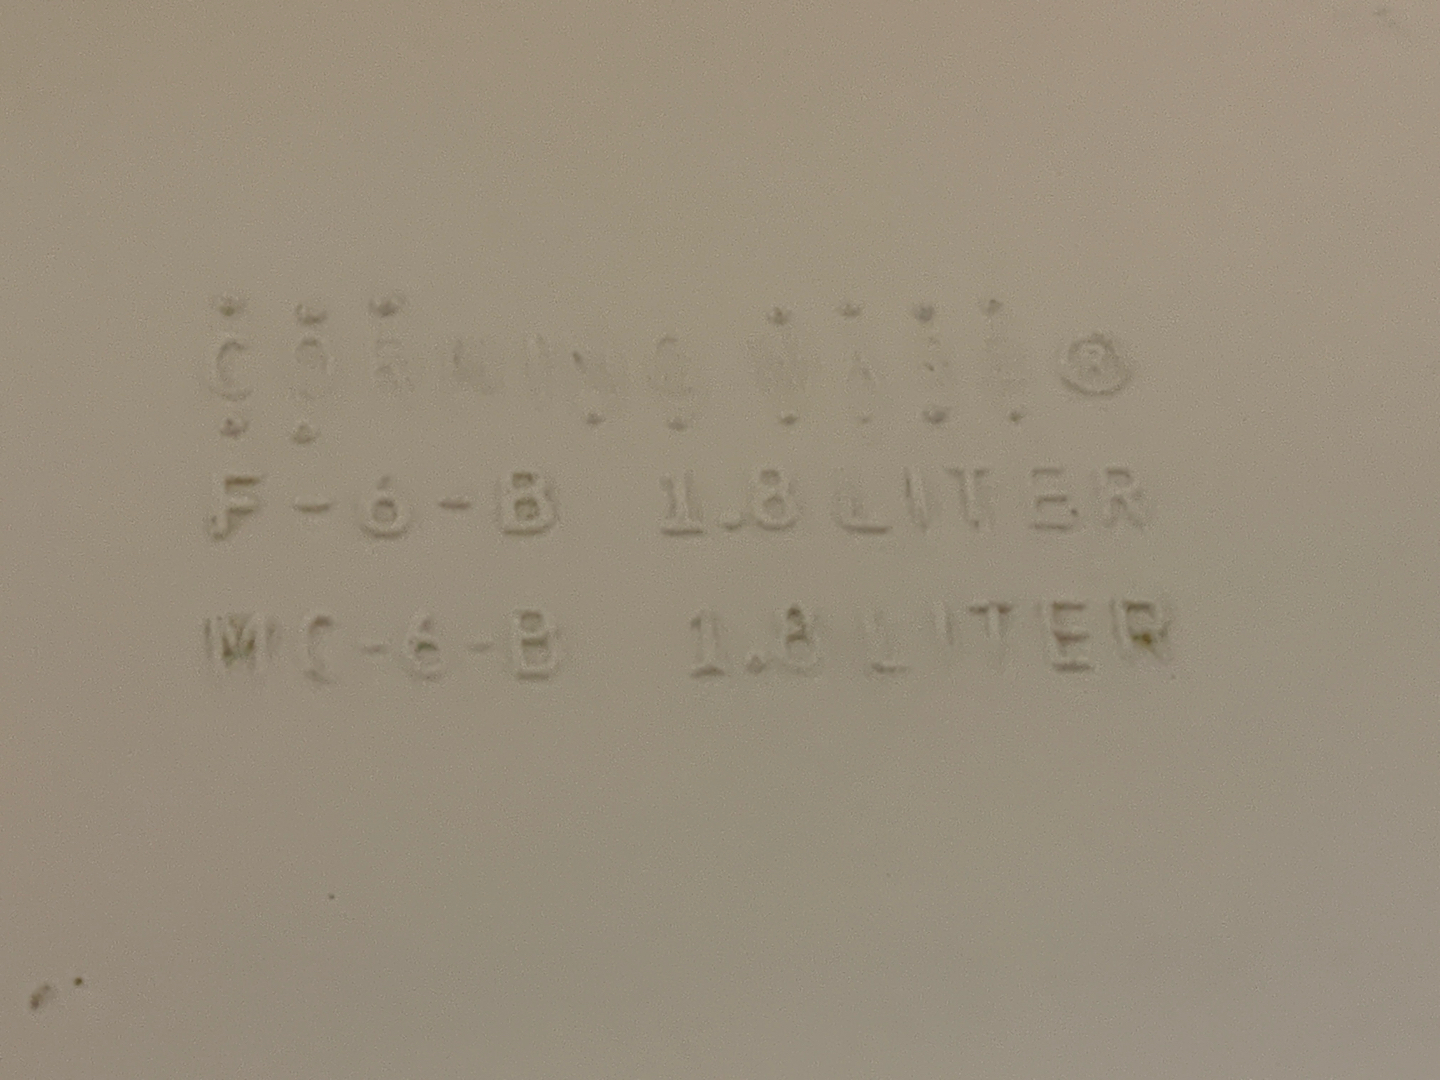 CORNING WARE®
F-6-B 1.8 LITER
MC-6-B 1.8 LITER